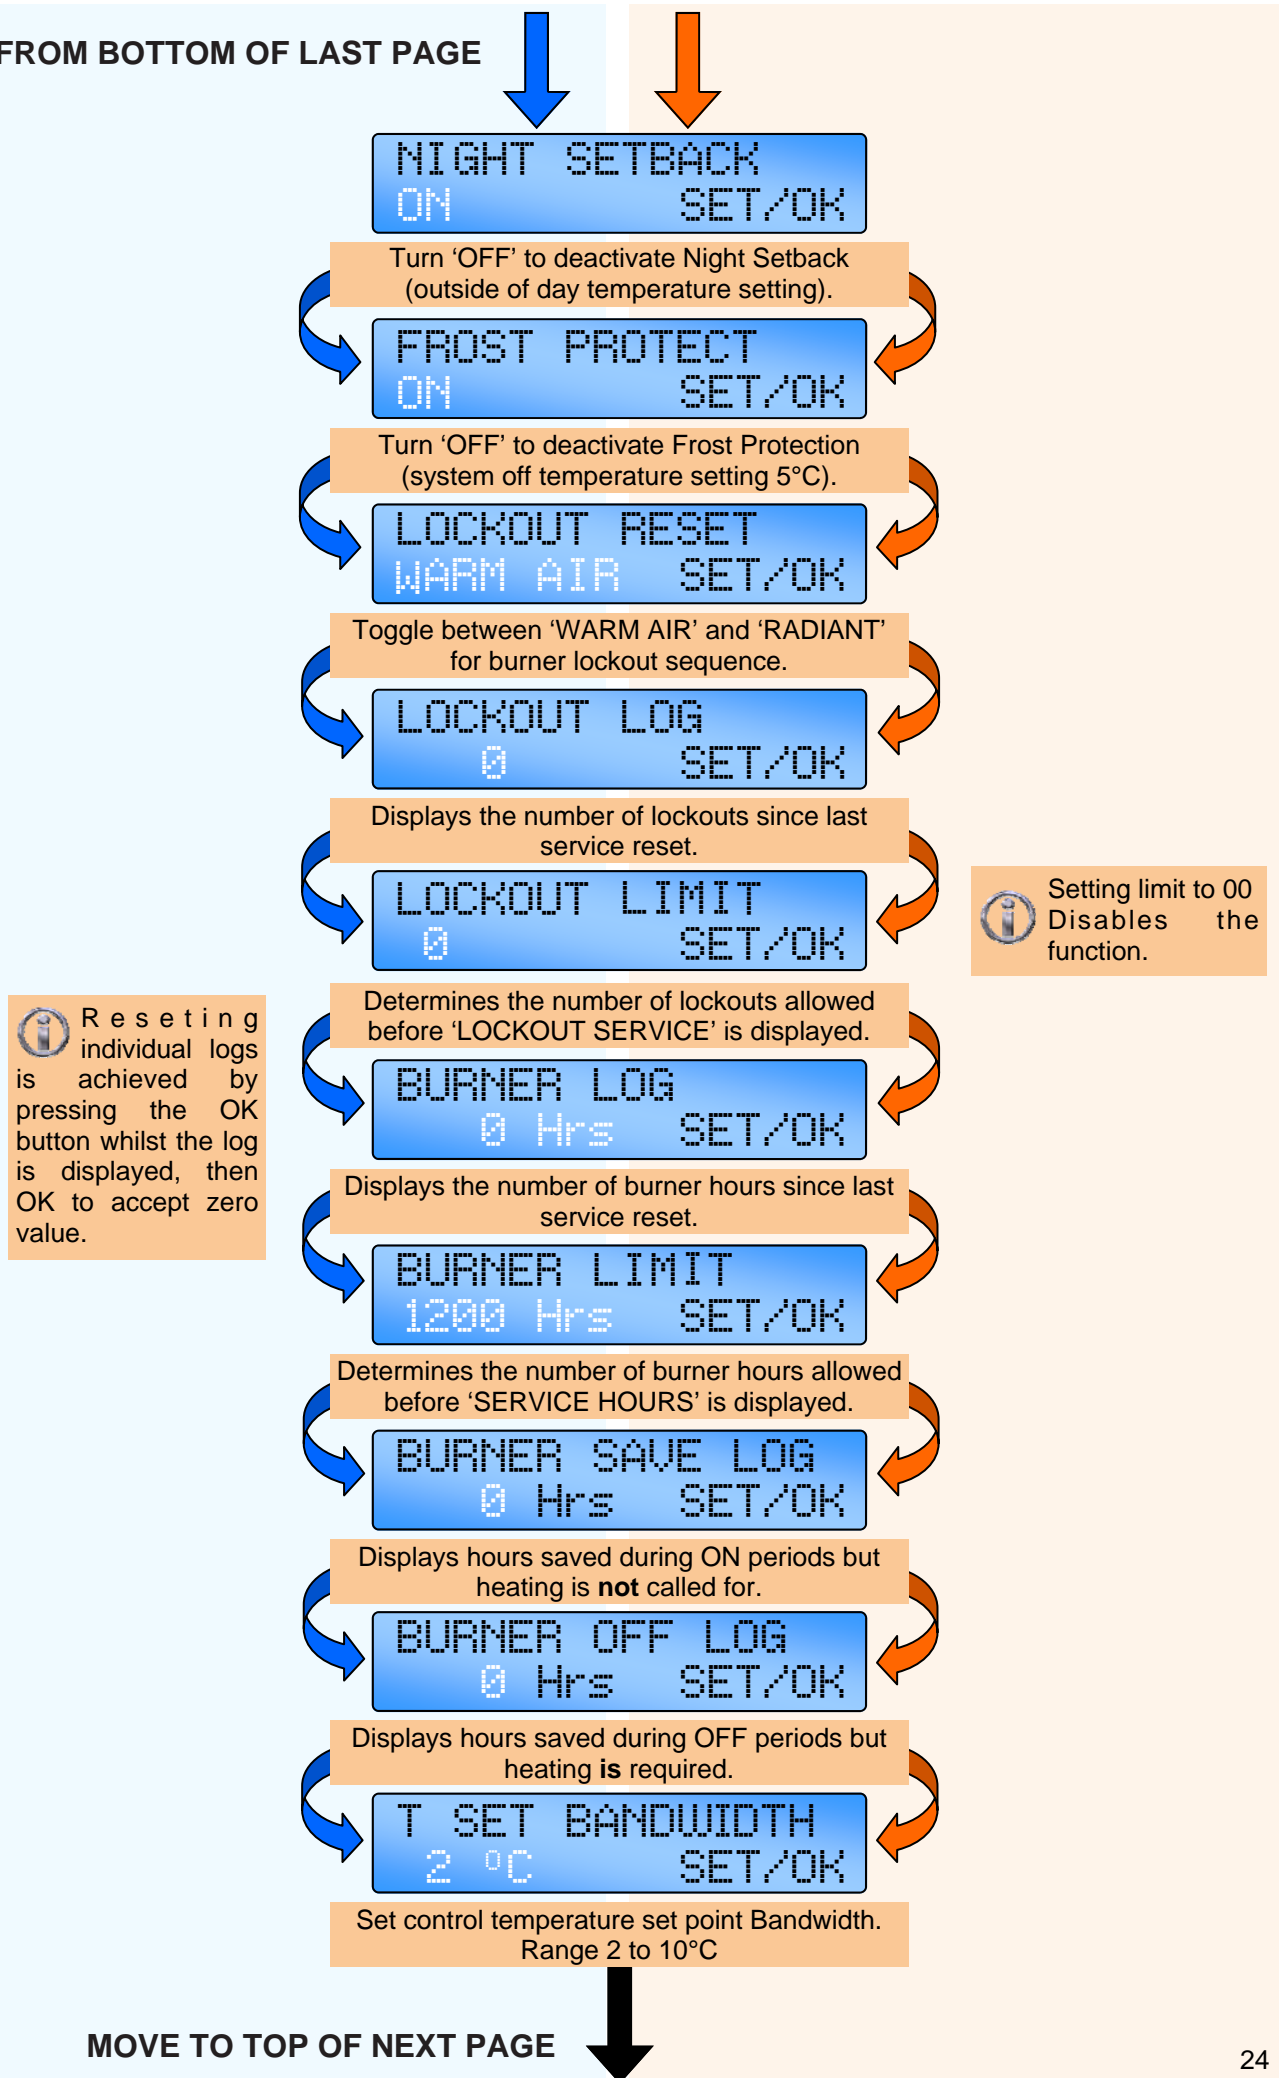 FROM BOTTOM OF LAST PAGE
NIGHT SETBACK
ON SET/OK
Turn ‘OFF’ to deactivate Night Setback
(outside of day temperature setting).
FROST PROTECT
ON SET/OK
Turn ‘OFF’ to deactivate Frost Protection
(system off temperature setting 5°C).
LOCKOUT RESET
WARM AIR SET/OK
Toggle between ‘WARM AIR’ and ‘RADIANT’
for burner lockout sequence.
LOCKOUT LOG
0 SET/OK
Displays the number of lockouts since last
service reset.
LOCKOUT LIMIT
0 SET/OK
Setting limit to 00
Disables the
function.
Determines the number of lockouts allowed
before ‘LOCKOUT SERVICE’ is displayed.
Reseting
individual logs
is achieved by
pressing the OK
button whilst the log
is displayed, then
OK to accept zero
value.
BURNER LOG
0 Hrs SET/OK
Displays the number of burner hours since last
service reset.
BURNER LIMIT
1200 Hrs SET/OK
Determines the number of burner hours allowed
before ‘SERVICE HOURS’ is displayed.
BURNER SAVE LOG
0 Hrs SET/OK
Displays hours saved during ON periods but
heating is not called for.
BURNER OFF LOG
0 Hrs SET/OK
Displays hours saved during OFF periods but
heating is required.
T SET BANDWIDTH
2 ºC SET/OK
Set control temperature set point Bandwidth.
Range 2 to 10°C
MOVE TO TOP OF NEXT PAGE
24